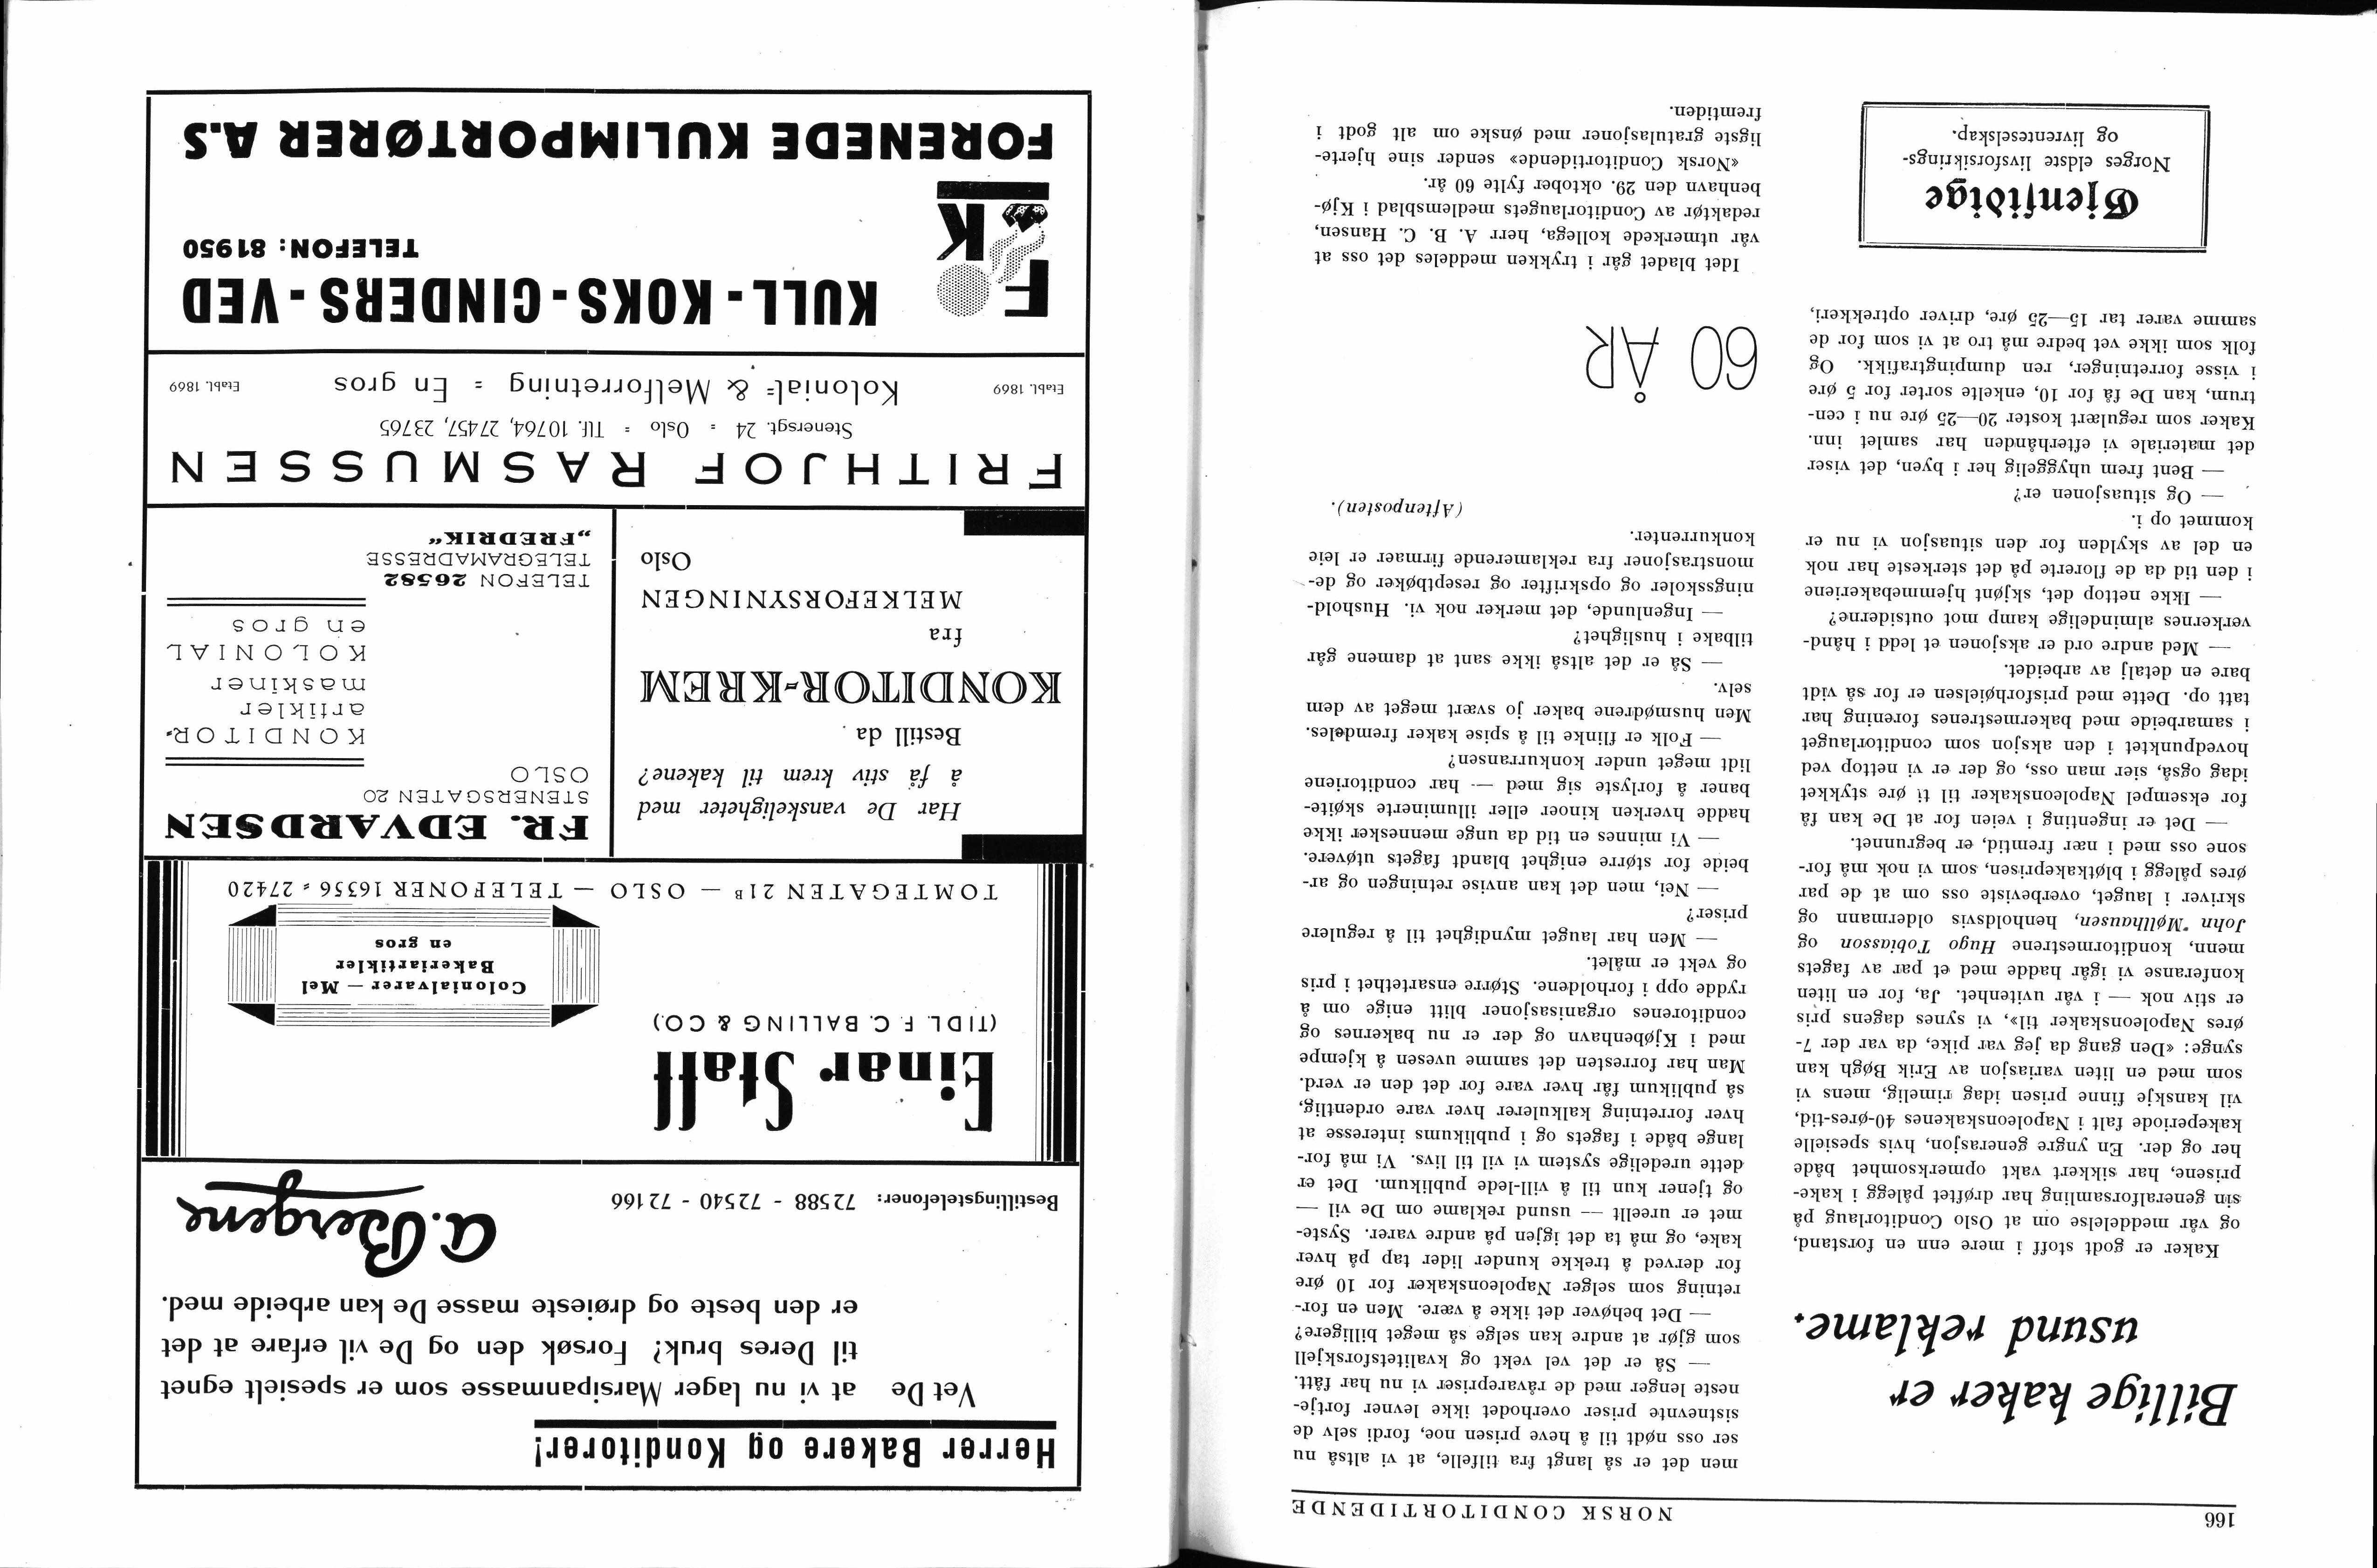 166
NORSK CONDITORTIDENDE
Billige kaker er
usund reklame.
Kaker er godt stoff i mere enn en forstand,
og vår meddelelse om at Oslo Conditorlaug på
sin generalforsamling har drøftet pålegg i kake-
prisene, har sikkert vakt opmerksomhet både
her og der. En yngre generasjon, hvis spesielle
kakeperiode falt i Napoleonskakenes 40-øres-tid,
vil kanskje finne prisen idag rimelig, mens vi
som med en liten variasjon av Erik Bøgh kan
synge: «Den gang da jeg var pike, da var der 7-
øres Napoleonskaker til», vi synes dagens pris
er stiv nok — i vår uvitenhet. Ja, for en liten
konferanse vi igår hadde med et par av fagets
menn, konditormestrene Hugo Tobiasson og
John Møllhausen, henholdsvis oldermann og
skriver i lauget, overbeviste oss om at de par
øres pålegg i bløtkakeprisen, som vi nok må for-
sone oss med i nær fremtid, er begrunnet.
— Det er ingenting i veien for at De kan få
for eksempel Napoleonskaker til ti øre stykket
idag også, sier man oss, og der er vi nettop ved
hovedpunktet i den aksjon som conditorlauget
i samarbeide med bakermestrenes forening har
tatt op. Dette med prisforhøielsen er for så vidt
bare en detalj av arbeidet.
— Med andre ord er aksjonen et ledd i hånd-
verkernes almindelige kamp mot outsiderne?
— Ikke nettop det, skjønt hjemmebakeriene
i den tid da de florerte på det sterkeste har nok
en del av skylden for den situasjon vi nu er
kommet op i.
— Og situasjonen er?
— Bent frem uhyggelig her i byen, det viser
det materiale vi efterhånden har samlet inn.
Kaker som regulært koster 20—25 øre nu i cen-
trum, kan De få for 10, enkelte sorter for 5 øre
i visse forretninger, ren dumpingtrafikk. Og
folk som ikke vet bedre må tro at vi som for de
samme varer tar 15—25 øre, driver optrekkeri,
Gjensidige
Norges eldste livsforsikrings-
og livrenteselskap.
men det er så langt fra tilfelle, at vi altså nu
ser oss nødt til å heve prisen noe, fordi selv de
sistnevnte priser overhodet ikke levner fortje-
neste lenger med de råvarepriser vi nu har fått.
— Så er det vel vekt og kvalitetsforskjell
som gjør at andre kan selge så meget billigere?
— Det behøver det ikke å være. Men en for-
retning som selger Napoleonskaker for 10 øre
for derved å trekke kunder lider tap på hver
kake, og må ta det igjen på andre varer. Syste-
met er ureellt — usund reklame om De vil —
og tjener kun til å vill-lede publikum. Det er
dette uredelige system vi vil til livs. Vi må for-
lange både i fagets og i publikums interesse at
hver forretning kalkulerer hver vare ordentlig,
så publikum får hver vare for det den er verd.
Man har forresten det samme uvesen å kjempe
med i Kjøbenhavn og der er nu bakernes og
conditorenes organisasjoner blitt enige om å
rydde opp i forholdene. Større ensartethet i pris
og vekt er målet.
— Men har lauget myndighet til å regulere
priser?
— Nei, men det kan anvise retningen og ar-
beide for større enighet blandt fagets utøvere.
— Vi minnes en tid da unge mennesker ikke
hadde hverken kinoer eller illuminerte skøite-
baner å forlyste sig med — har conditoriene
lidt meget under konkurransen?
— Folk er flinke til å spise kaker fremdeles.
Men husmødrene baker jo svært meget av dem
selv.
— Så er det altså ikke sant at damene går
tilbake i huslighet?
— Ingenlunde, det merker nok vi. Hushold-
ningsskoler og opskrifter og reseptbøker og de-
monstrasjoner fra reklamerende firmaer er leie
konkurrenter.
(Aftenposten).
60 ÅR
Idet bladet går i trykken meddeles det oss at
vår utmerkede kollega, herr A. B. C. Hansen,
redaktør av Conditorlaugets medlemsblad i Kjø-
benhavn den 29. oktober fylte 60 år.
«Norsk Conditortidende» sender sine hjerte-
ligste gratulasjoner med ønske om alt godt i
fremtiden.
Herrer Bakere og Konditorer!
Vet De at vi nu lager Marsipanmasse som er spesielt egnet
til Deres bruk? Forsøk den og De vil erfare at det
er den beste og drøieste masse De kan arbeide med.
Bestillingstelefoner: 72588 - 72540 - 72166
A. Bergene
Einar Staff
(TIDL. F. C. BALLING & CO.)
Colonialvarer — Mel
Bakeriartikler
en gros
TOMTEGATEN 21B — OSLO — TELEFONER 16356 - 27420
Har De vanskeligheter med
å få stiv krem til kakene?
Bestill da
KONDITOR-KREM
fra
MELKEFORSYNINGEN
Oslo
FR. EDVARDSEN
STENERSGATEN 20
OSLO
KONDITOR-
artikler
maskiner
KOLONIAL
en gros
TELEFON 26582
TELEGRAMADRESSE
„FREDRIK“
FRITHJOF RASMUSSEN
Stenersgt. 24 - Oslo - Tlf. 10764, 27457, 23765
Etabl. 1869 Kolonial- & Melforretning - En gros Etabl. 1869
F K
KULL - KOKS - CINDERS - VED
TELEFON: 81950
FORENEDE KULIMPORTØRER A.S